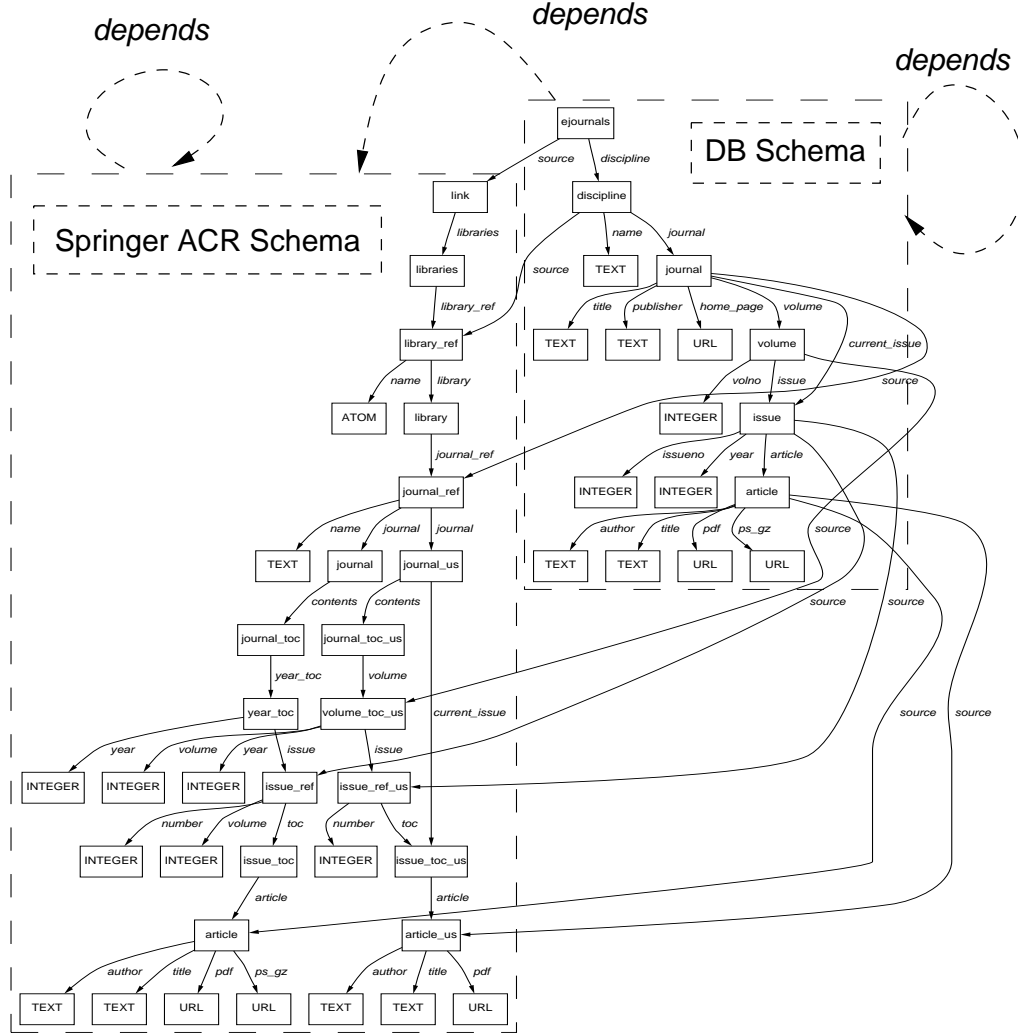 depends
depends
depends
ejournals
DB Schema
source
discipline
link
discipline
Springer ACR Schema
libraries
name
journal
libraries
source
TEXT
journal
library_ref
title
publisher
home_page
volume
library_ref
TEXT
TEXT
URL
volume
current_issue
name
library
volno
issue
source
ATOM
library
INTEGER
issue
journal_ref
issueno
year
article
journal_ref
INTEGER
INTEGER
article
name
journal
journal
author
title
pdf
ps_gz
source
TEXT
journal
journal_us
TEXT
TEXT
URL
URL
contents
contents
source
source
journal_toc
journal_toc_us
year_toc
volume
year_toc
volume_toc_us
current_issue
source
source
year
volume
year
issue
issue
INTEGER
INTEGER
INTEGER
issue_ref
issue_ref_us
number
volume
toc
number
toc
INTEGER
INTEGER
issue_toc
INTEGER
issue_toc_us
article
article
article
article_us
author
title
pdf
ps_gz
author
title
pdf
TEXT
TEXT
URL
URL
TEXT
TEXT
URL